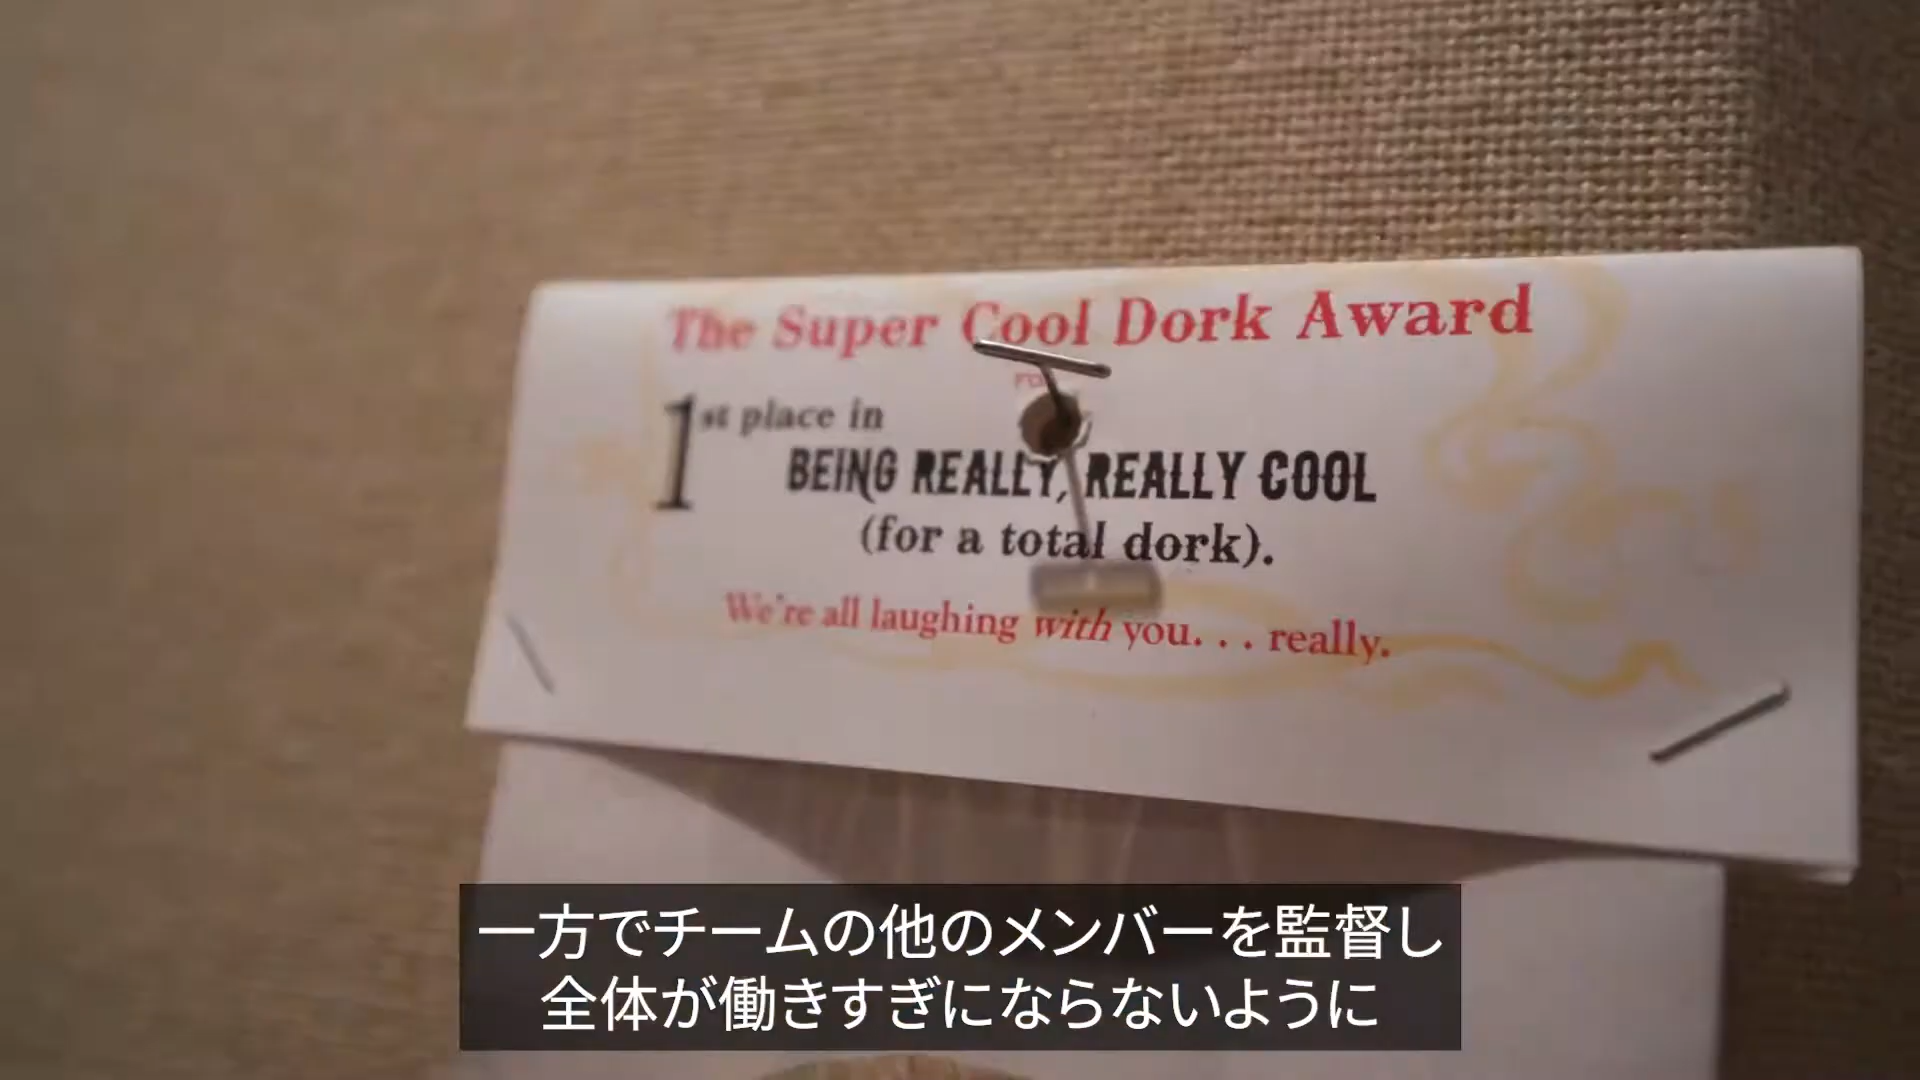 The Super Cool Dork Award
FOR
1st place in
BEING REALLY, REALLY COOL
(for a total dork).
We're all laughing with you. . . really.
一方でチームの他のメンバーを監督し
全体が働きすぎにならないように